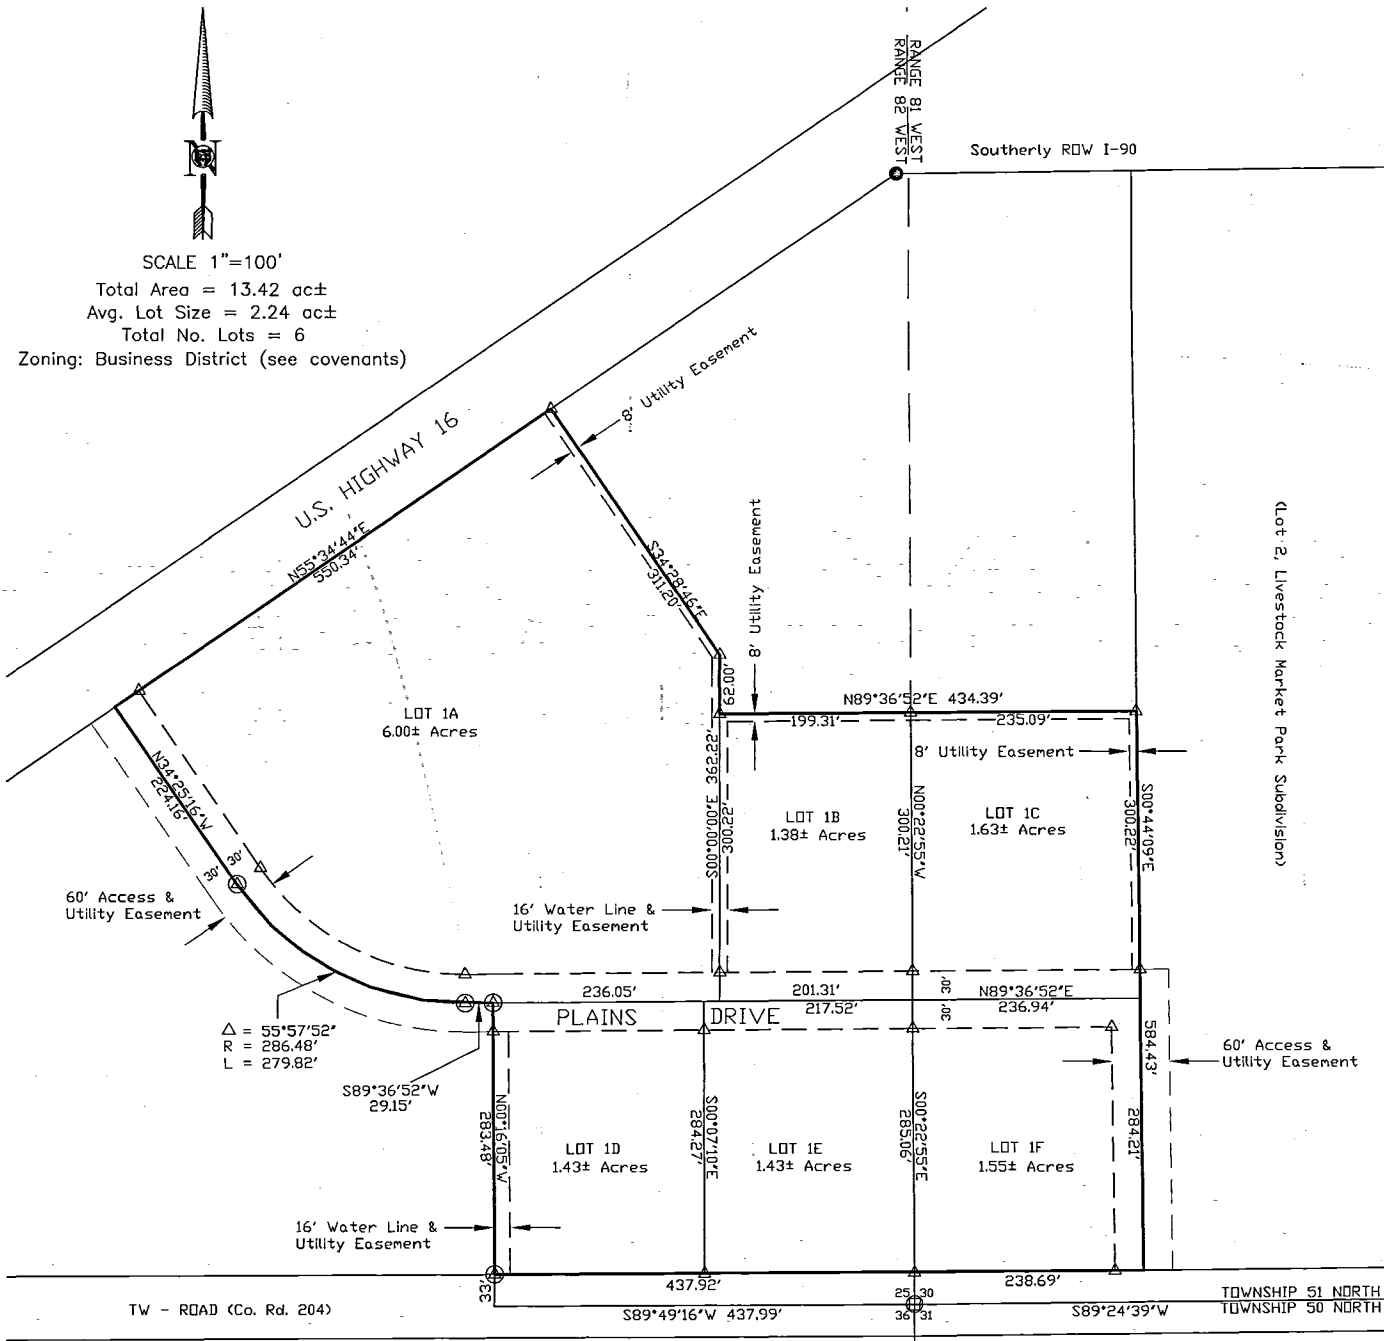 RANGE 81 WEST
RANGE 82 WEST
Southerly ROW I-90
N
SCALE 1"=100'
Total Area = 13.42 ac±
Avg. Lot Size = 2.24 ac±
Total No. Lots = 6
Zoning: Business District (see covenants)
8' Utility Easement
U.S. HIGHWAY 16
N55°34'44"E
550.34'
S34°28'46"E
311.20'
8' Utility Easement
(Lot 2, Livestock Market Park Subdivision)
62.00'
N89°36'52"E 434.39'
199.31'
235.09'
LOT 1A
6.00± Acres
8' Utility Easement
N34°25'16"W
224.16'
S00°00'00"E 362.22'
300.22'
LOT 1B
1.38± Acres
N00°22'55"W
300.21'
LOT 1C
1.63± Acres
S00°44'09"E
300.22'
30'
30'
60' Access &
Utility Easement
16' Water Line &
Utility Easement
236.05'
201.31'
217.52'
30'
30'
N89°36'52"E
236.94'
PLAINS DRIVE
Δ = 55°57'52"
R = 286.48'
L = 279.82'
S89°36'52"W
29.15'
584.43'
60' Access &
Utility Easement
N00°16'05"W
283.48'
LOT 1D
1.43± Acres
S00°07'10"E
284.27'
LOT 1E
1.43± Acres
S00°22'55"E
285.06'
LOT 1F
1.55± Acres
284.21'
16' Water Line &
Utility Easement
33'
437.92'
238.69'
TW - ROAD (Co. Rd. 204)
S89°49'16"W 437.99'
25 30
36 31
S89°24'39"W
TOWNSHIP 51 NORTH
TOWNSHIP 50 NORTH